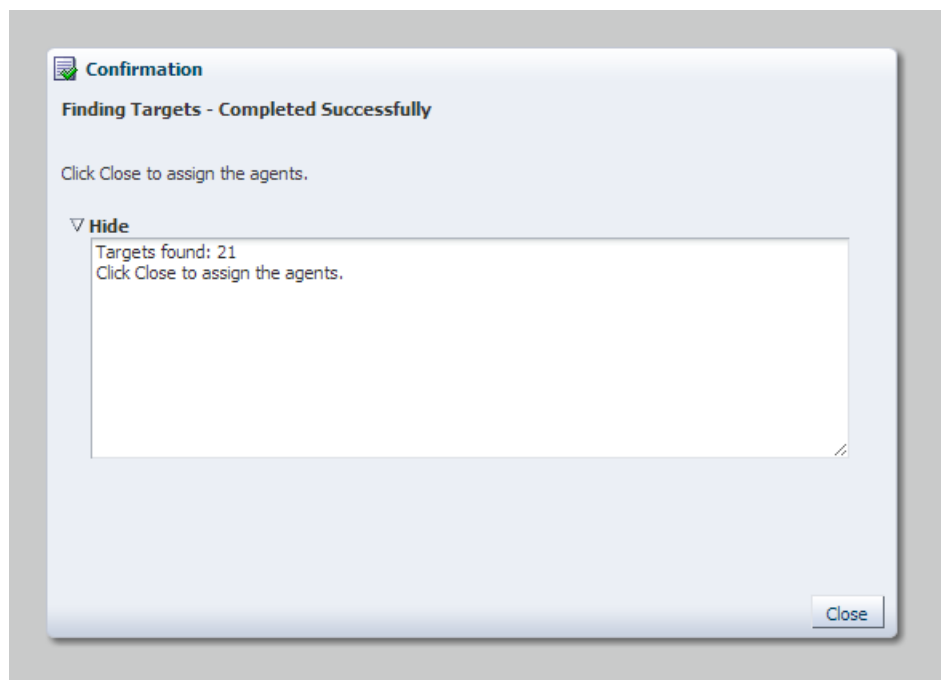 Confirmation
Finding Targets - Completed Successfully
Click Close to assign the agents.
Hide
Targets found: 21
Click Close to assign the agents.
Close